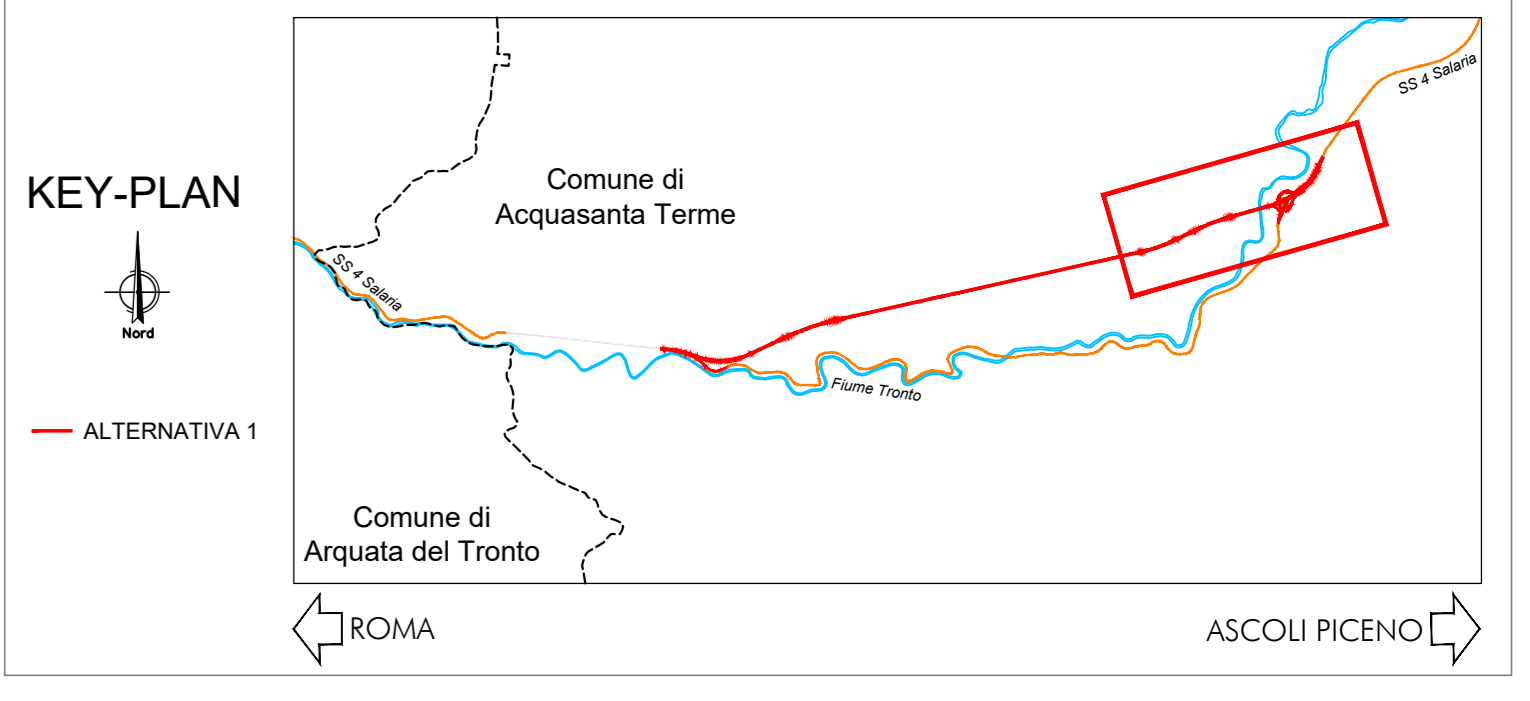 KEY-PLAN
Nord
ALTERNATIVA 1
Comune di
Acquasanta Terme
SS 4 Salaria
SS 4 Salaria
Fiume Tronto
Comune di
Arquata del Tronto
ROMA
ASCOLI PICENO